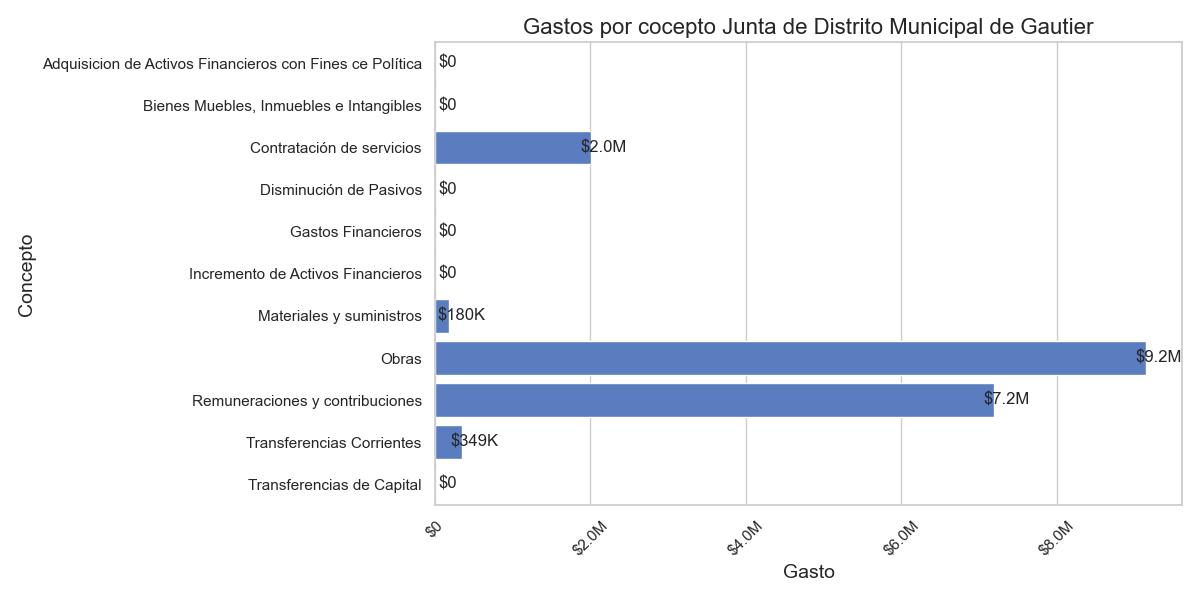 Gastos por cocepto Junta de Distrito Municipal de Gautier
Concepto
Adquisicion de Activos Financieros con Fines ce Política $0
Bienes Muebles, Inmuebles e Intangibles $0
Contratación de servicios $2.0M
Disminución de Pasivos $0
Gastos Financieros $0
Incremento de Activos Financieros $0
Materiales y suministros $180K
Obras $9.2M
Remuneraciones y contribuciones $7.2M
Transferencias Corrientes $349K
Transferencias de Capital $0
$0 $2.0M $4.0M $6.0M $8.0M
Gasto